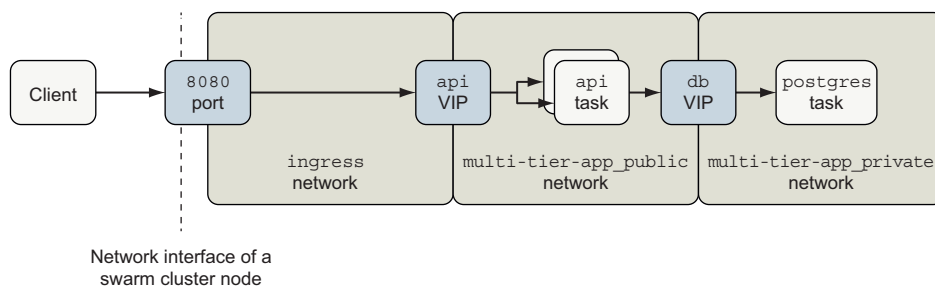 Client
8080
port
api
VIP
api
task
db
VIP
postgres
task
ingress
network
multi-tier-app_public
network
multi-tier-app_private
network
Network interface of a
swarm cluster node